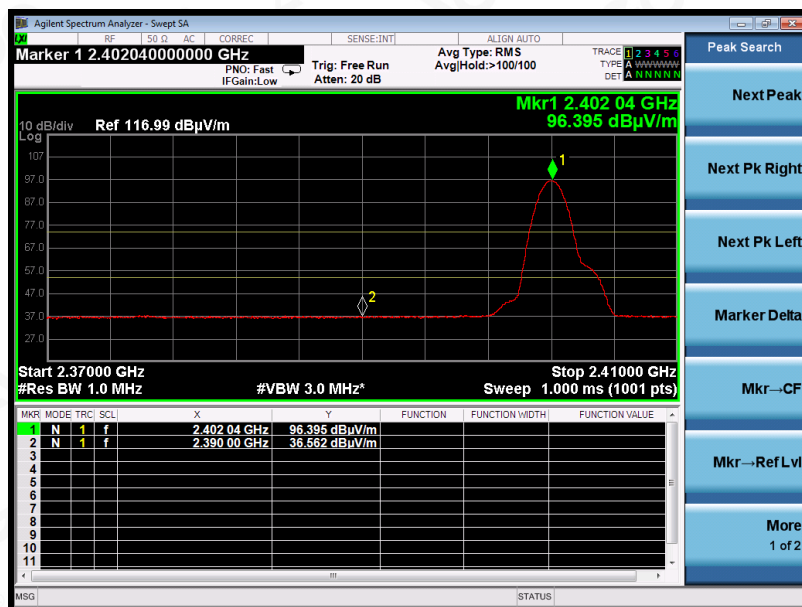 Agilent Spectrum Analyzer - Swept SA
RF 50 Ω AC CORREC SENSE:INT ALIGN AUTO
Marker 1 2.402040000000 GHz
PNO: Fast
IFGain:Low
Trig: Free Run
Atten: 20 dB
Avg Type: RMS
Avg|Hold:>100/100
TRACE 1 2 3 4 5 6
TYPE A WWWWW
DET A N N N N N
Peak Search
Next Peak
Next Pk Right
Next Pk Left
Marker Delta
Mkr→CF
Mkr→Ref Lvl
More
1 of 2
Mkr1 2.402 04 GHz
96.395 dBµV/m
10 dB/div Ref 116.99 dBµV/m
Log
107
97.0
87.0
77.0
67.0
57.0
47.0
37.0
27.0
1
2
Start 2.37000 GHz Stop 2.41000 GHz
#Res BW 1.0 MHz #VBW 3.0 MHz* Sweep 1.000 ms (1001 pts)
MKR MODE TRC SCL X Y FUNCTION FUNCTION WIDTH FUNCTION VALUE
1 N 1 f 2.402 04 GHz 96.395 dBµV/m
2 N 1 f 2.390 00 GHz 36.562 dBµV/m
3
4
5
6
7
8
9
10
11
MSG STATUS